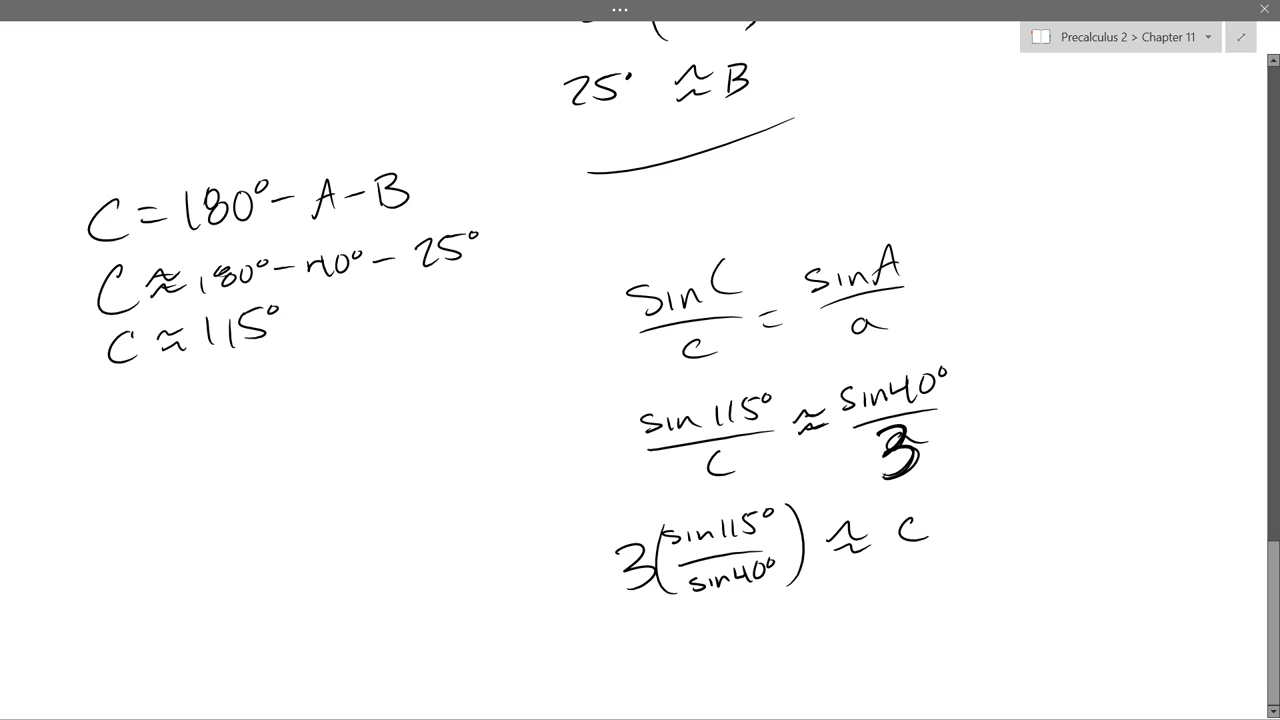 Precalculus 2 > Chapter 11
25° ≈ B
C = 180° - A - B
C ≈ 180° - 40° - 25°
C ≈ 115°
sin C / c = sin A / a
sin 115° / c ≈ sin 40° / 3
3 (sin 115° / sin 40°) ≈ c